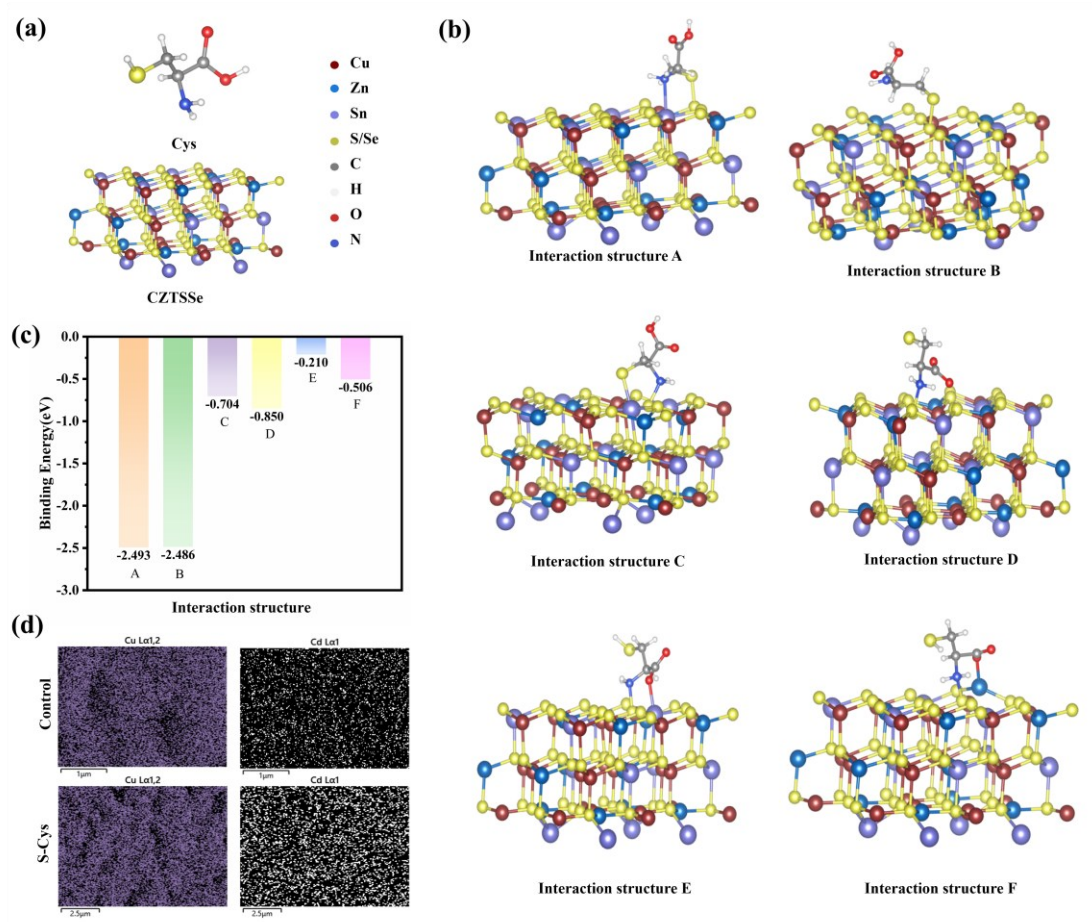 (a)
Cys
CZTSSe
Cu
Zn
Sn
S/Se
C
H
O
N
(b)
Interaction structure A
Interaction structure B
Interaction structure C
Interaction structure D
Interaction structure E
Interaction structure F
(c)
Binding Energy(eV)
0.0
-0.5
-1.0
-1.5
-2.0
-2.5
-3.0
-2.493
A
-2.486
B
-0.704
C
-0.850
D
-0.210
E
-0.506
F
Interaction structure
(d)
Cu Lα1,2
Cd Lα1
Control
1μm
1μm
Cu Lα1,2
Cd Lα1
S-Cys
2.5μm
2.5μm